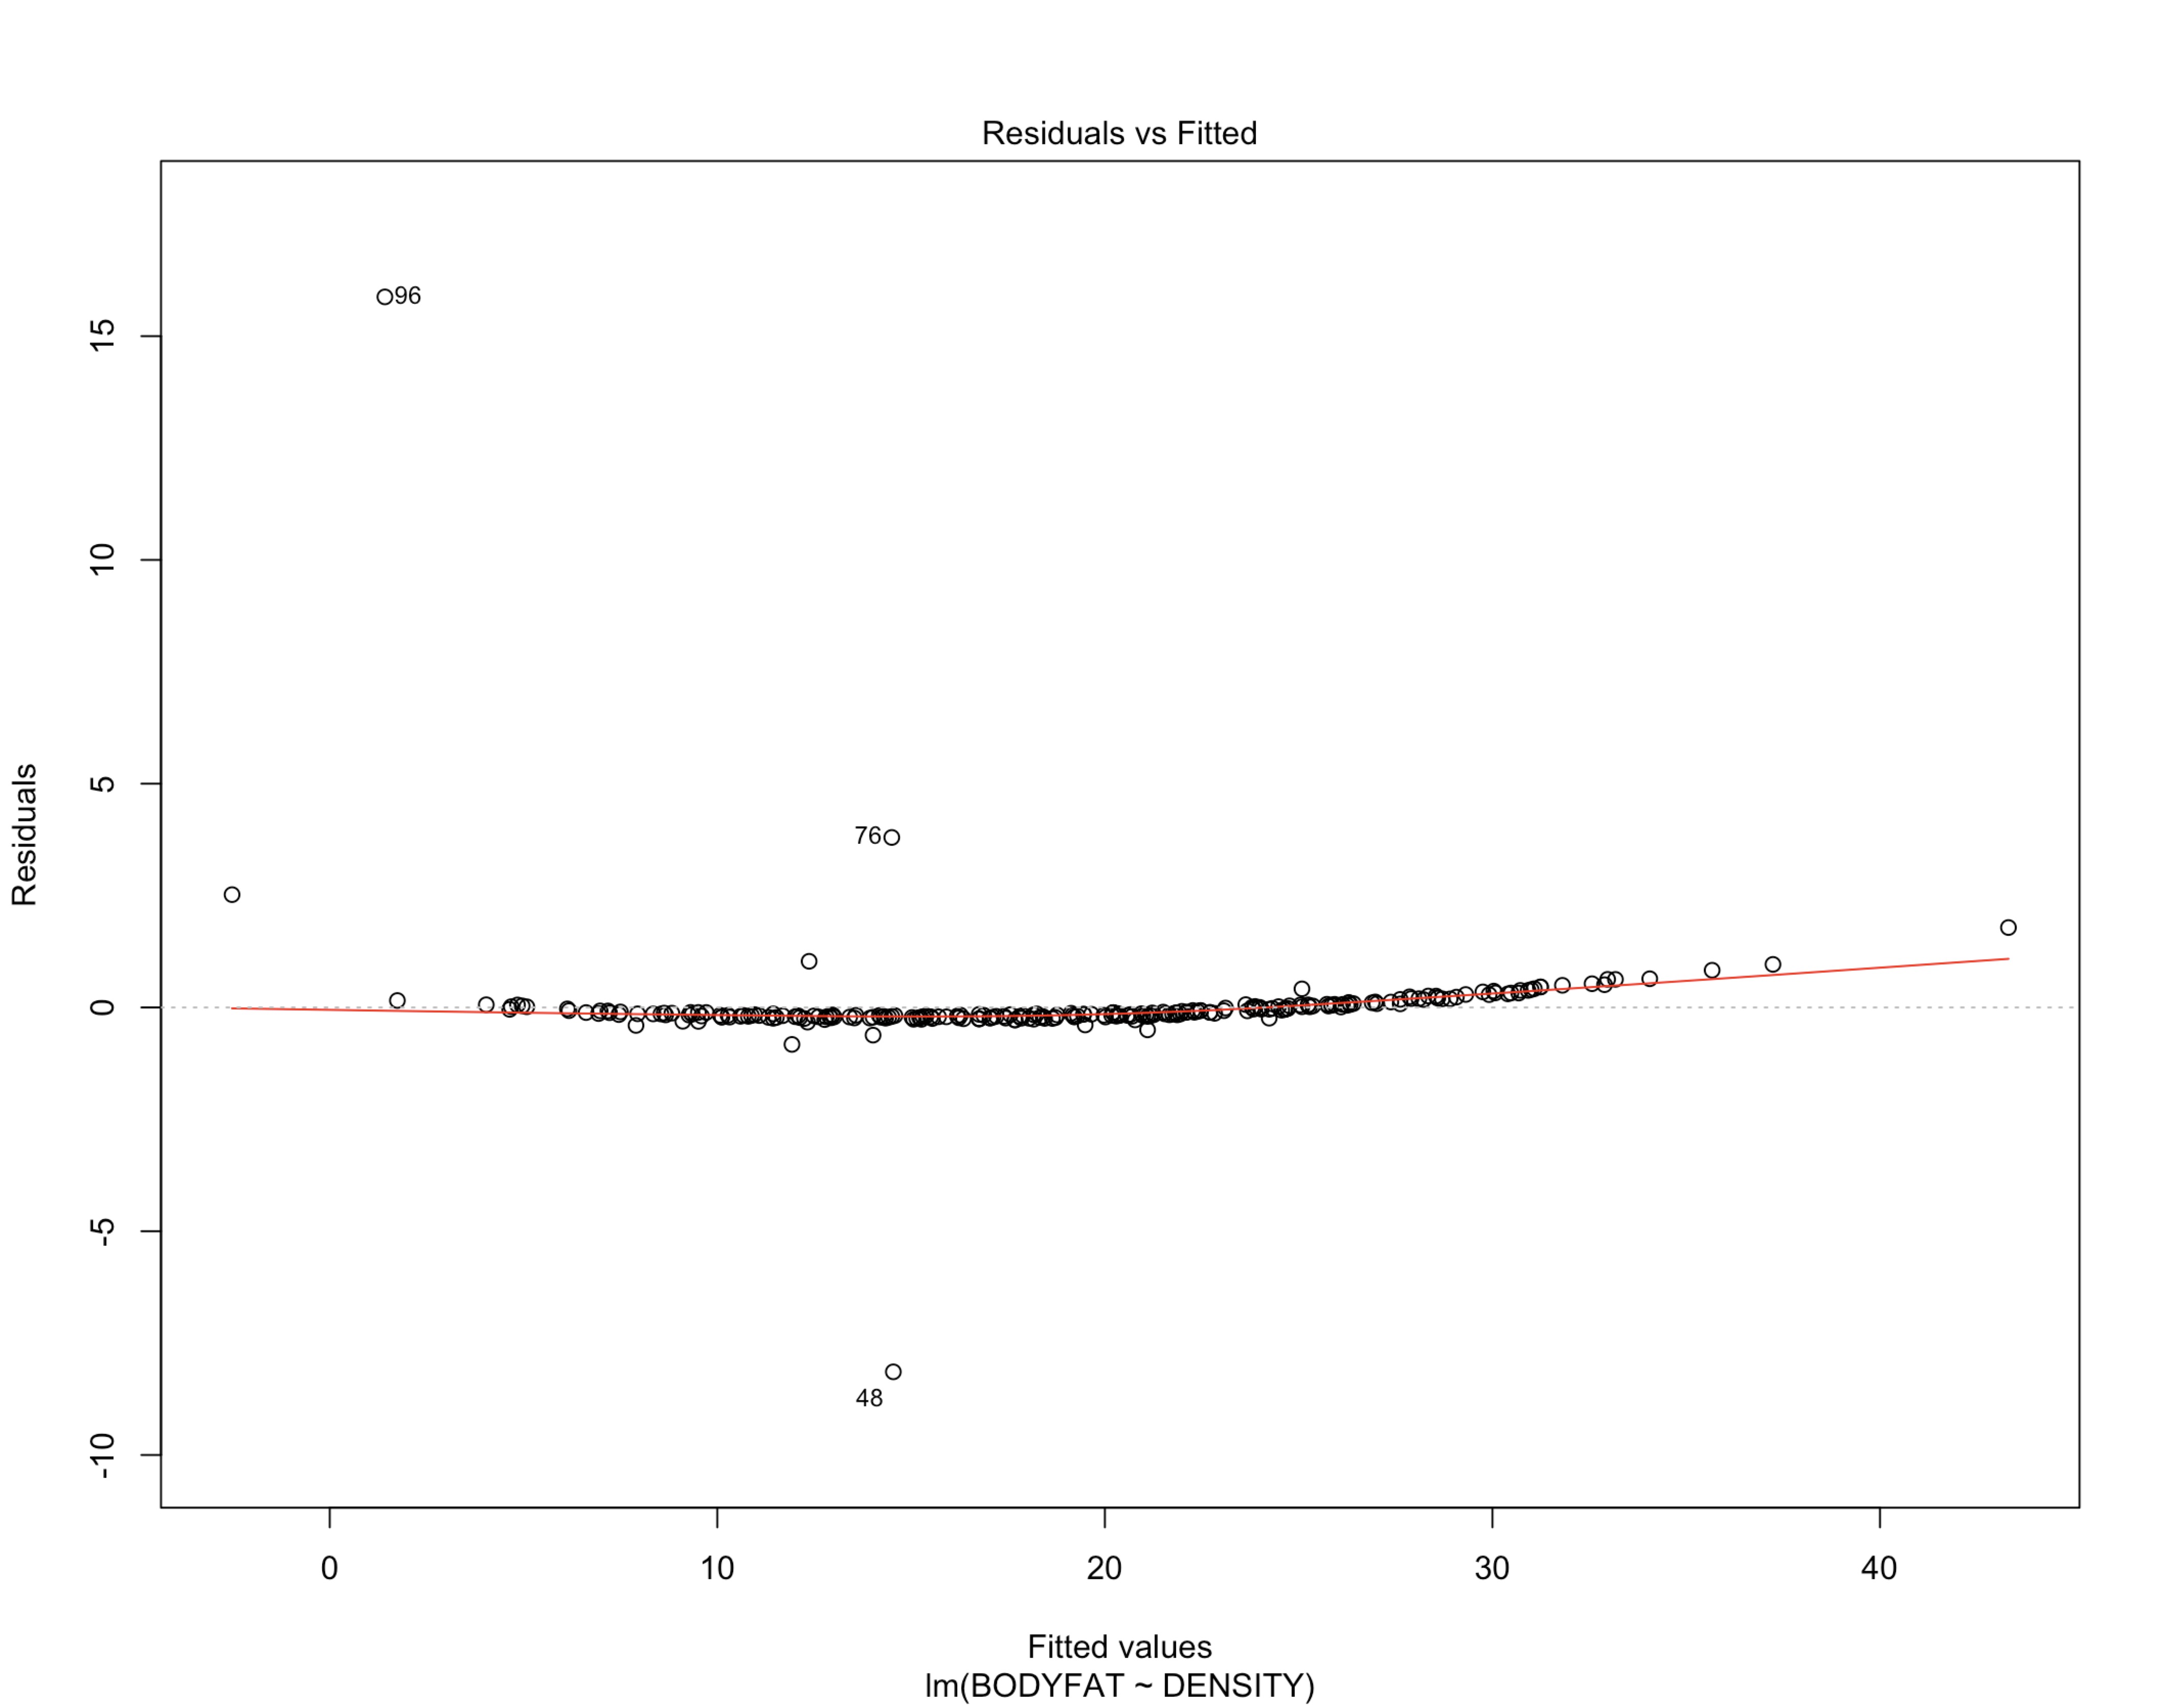 Residuals vs Fitted
96
76
48
Residuals
15
10
5
0
-5
-10
0 10 20 30 40
Fitted values
lm(BODYFAT ~ DENSITY)